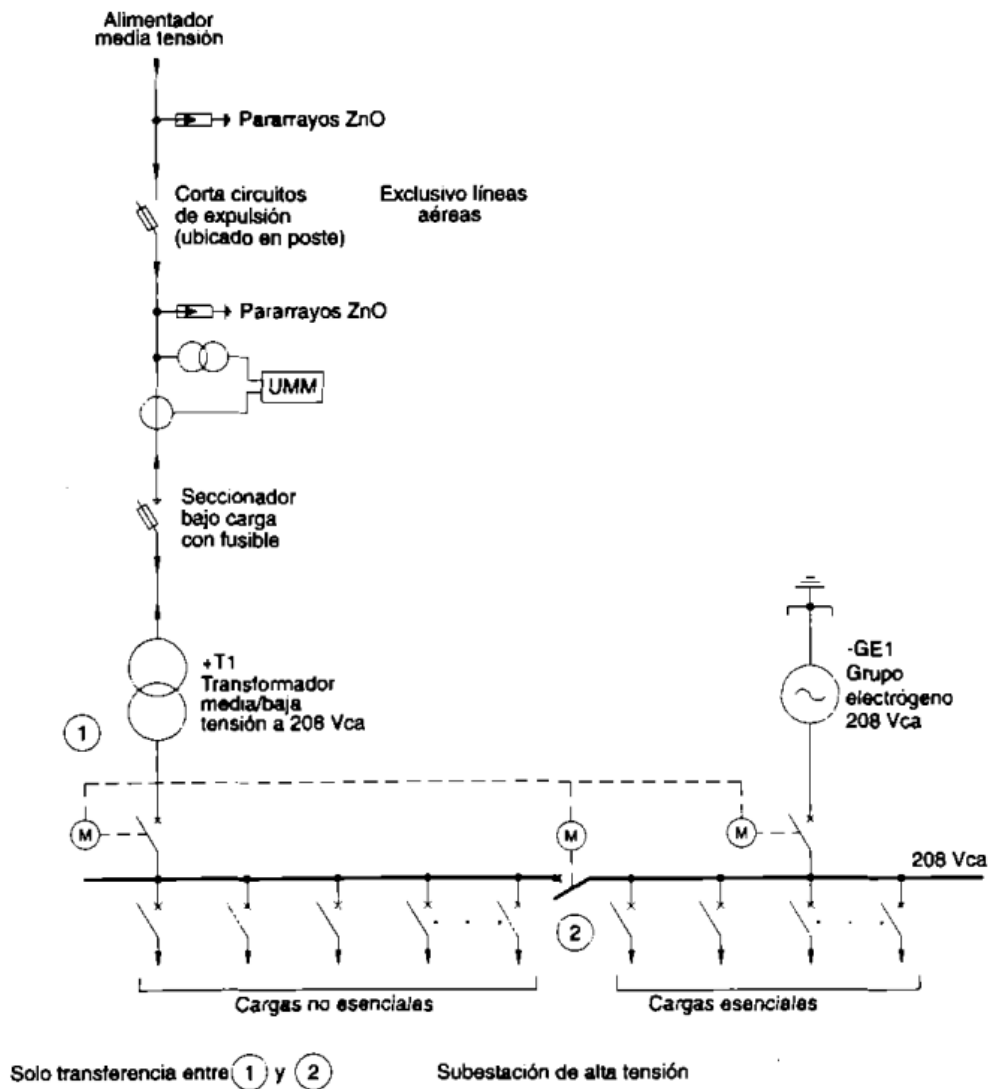 Alimentador
media tensión
Pararrayos ZnO
Corta circuitos
de expulsión
(ubicado en poste)
Exclusivo líneas
aéreas
Pararrayos ZnO
UMM
Seccionador
bajo carga
con fusible
+T1
Transformador
media/baja
tensión a 208 Vca
-GE1
Grupo
electrógeno
208 Vca
1
M
M
M
208 Vca
2
Cargas no esenciales
Cargas esenciales
Solo transferencia entre 1 y 2
Subestación de alta tensión